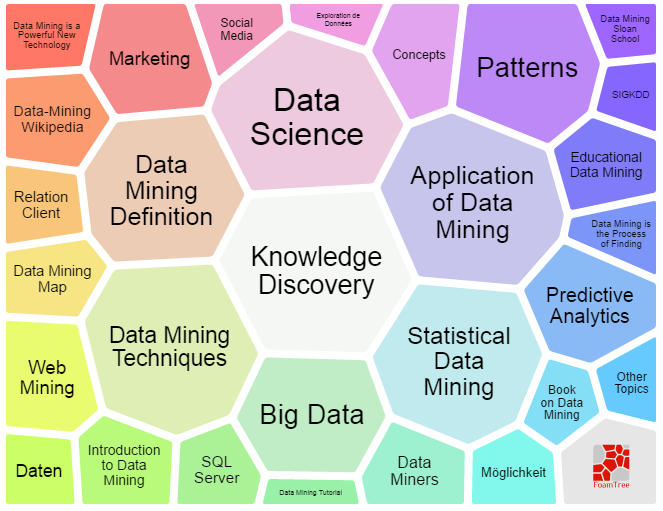 Data Mining is a
Powerful New
Technology
Marketing
Social
Media
Exploration de
Données
Concepts
Patterns
Data Mining
Sloan
School
Data-Mining
Wikipedia
Data
Science
SIGKDD
Data
Mining
Definition
Application
of Data
Mining
Educational
Data Mining
Relation
Client
Data Mining is
the Process
of Finding
Knowledge
Discovery
Data Mining
Map
Predictive
Analytics
Data Mining
Techniques
Statistical
Data
Mining
Web
Mining
Big Data
Book
on Data
Mining
Other
Topics
Daten
Introduction
to Data
Mining
SQL
Server
Data Mining Tutorial
Data
Miners
Möglichkeit
FoamTree